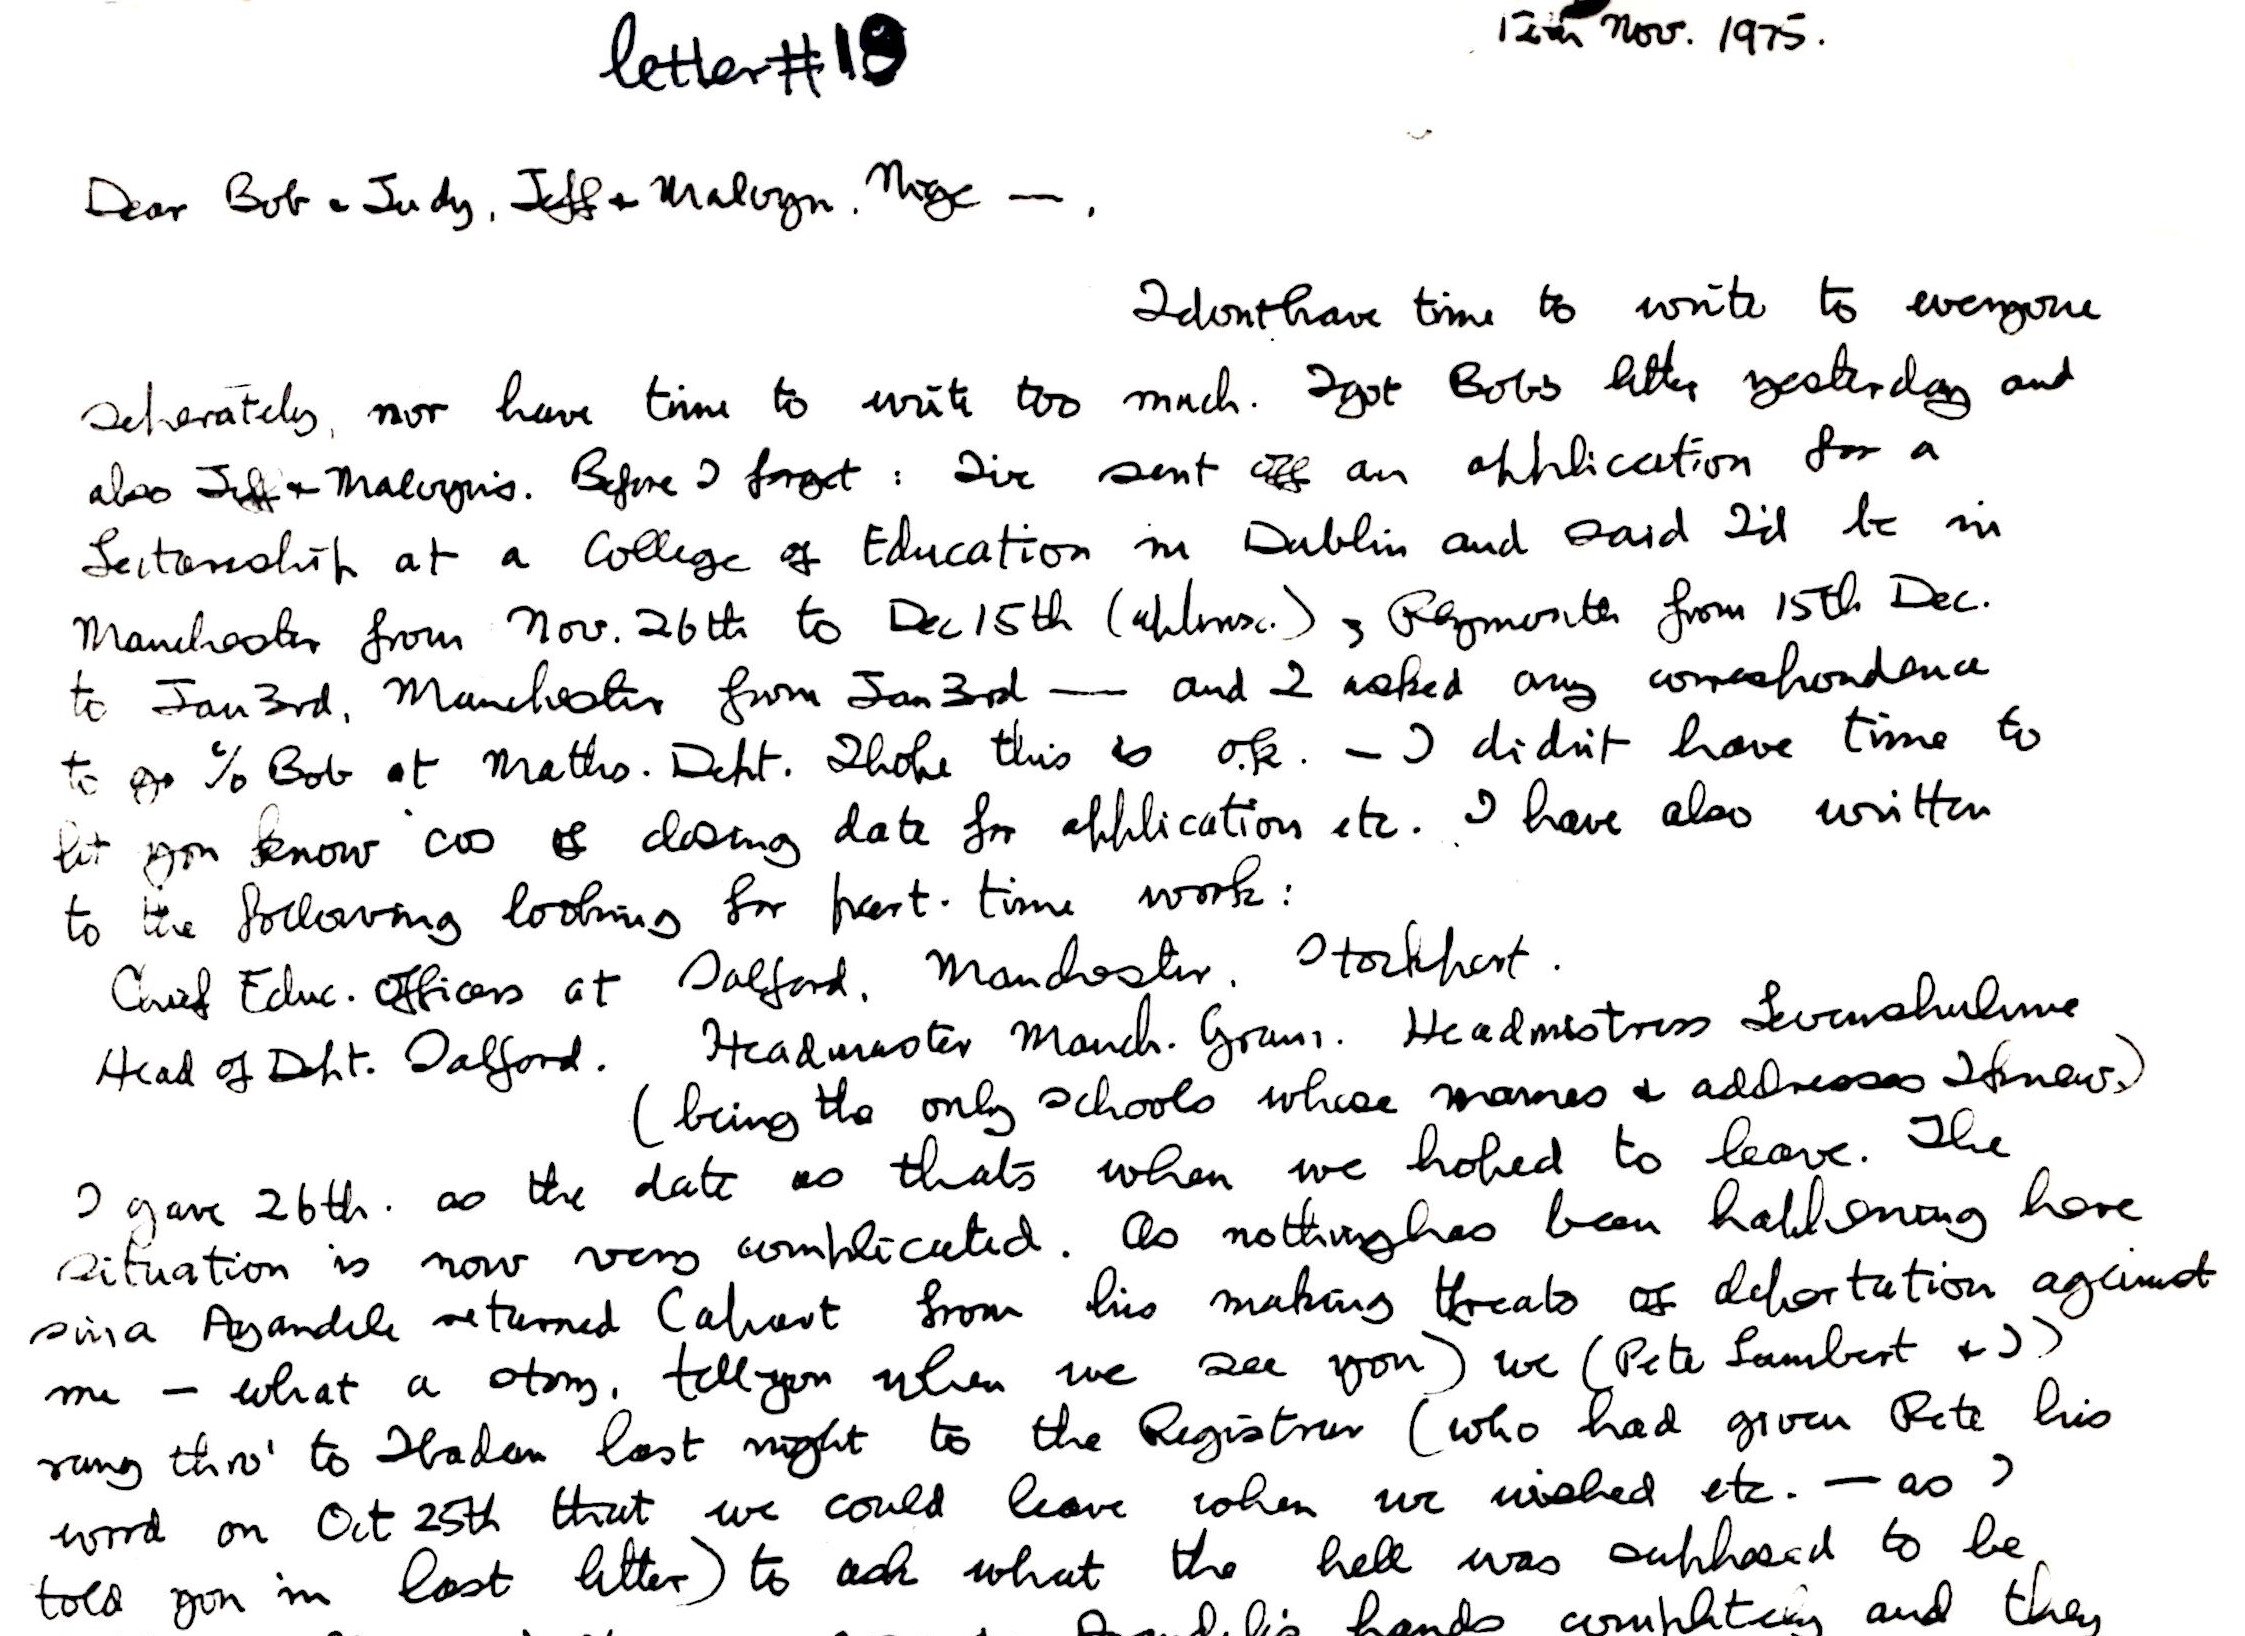 letter #18
12th Nov. 1975.
Dear Bob & Judy, Jeff & Malvyn, Nige — ,
I dont have time to write to everyone
seperately, nor have time to write too much. I got Bobs letter yesterday and
also Jeff & Malvyn's. Before I forget : I've sent off an application for a
Lectureship at a College of Education in Dublin and said I'd be in
Manchester from Nov. 26th to Dec 15th (approx.), Plymouth from 15th Dec.
to Jan 3rd, Manchester from Jan 3rd — and I asked any correspondence
to go c/o Bob at Maths. Dept. I hope this is o.k. - I didn't have time to
let you know cos of closing date for application etc. I have also written
to the following looking for part-time work:
Chief Educ. Officers at Salford, Manchester, Stockport.
Head of Dept. Salford. Headmaster Manch. Gram. Headmistress Levenshulme
(being the only schools whose names & addresses I knew.)
I gave 26th. as the date as thats when we hoped to leave. The
situation is now very complicated. As nothing has been happening here
since Ayandele returned (apart from his making threats of deportation against
me – what a story, tell you when we see you) we (Pete Lambert & I)
rang thro' to Ibadan last night to the Registrar (who had given Pete his
word on Oct 25th that we could leave when we wished etc. — as I
told you in last letter) to ask what the hell was supposed to be
hands completely and they